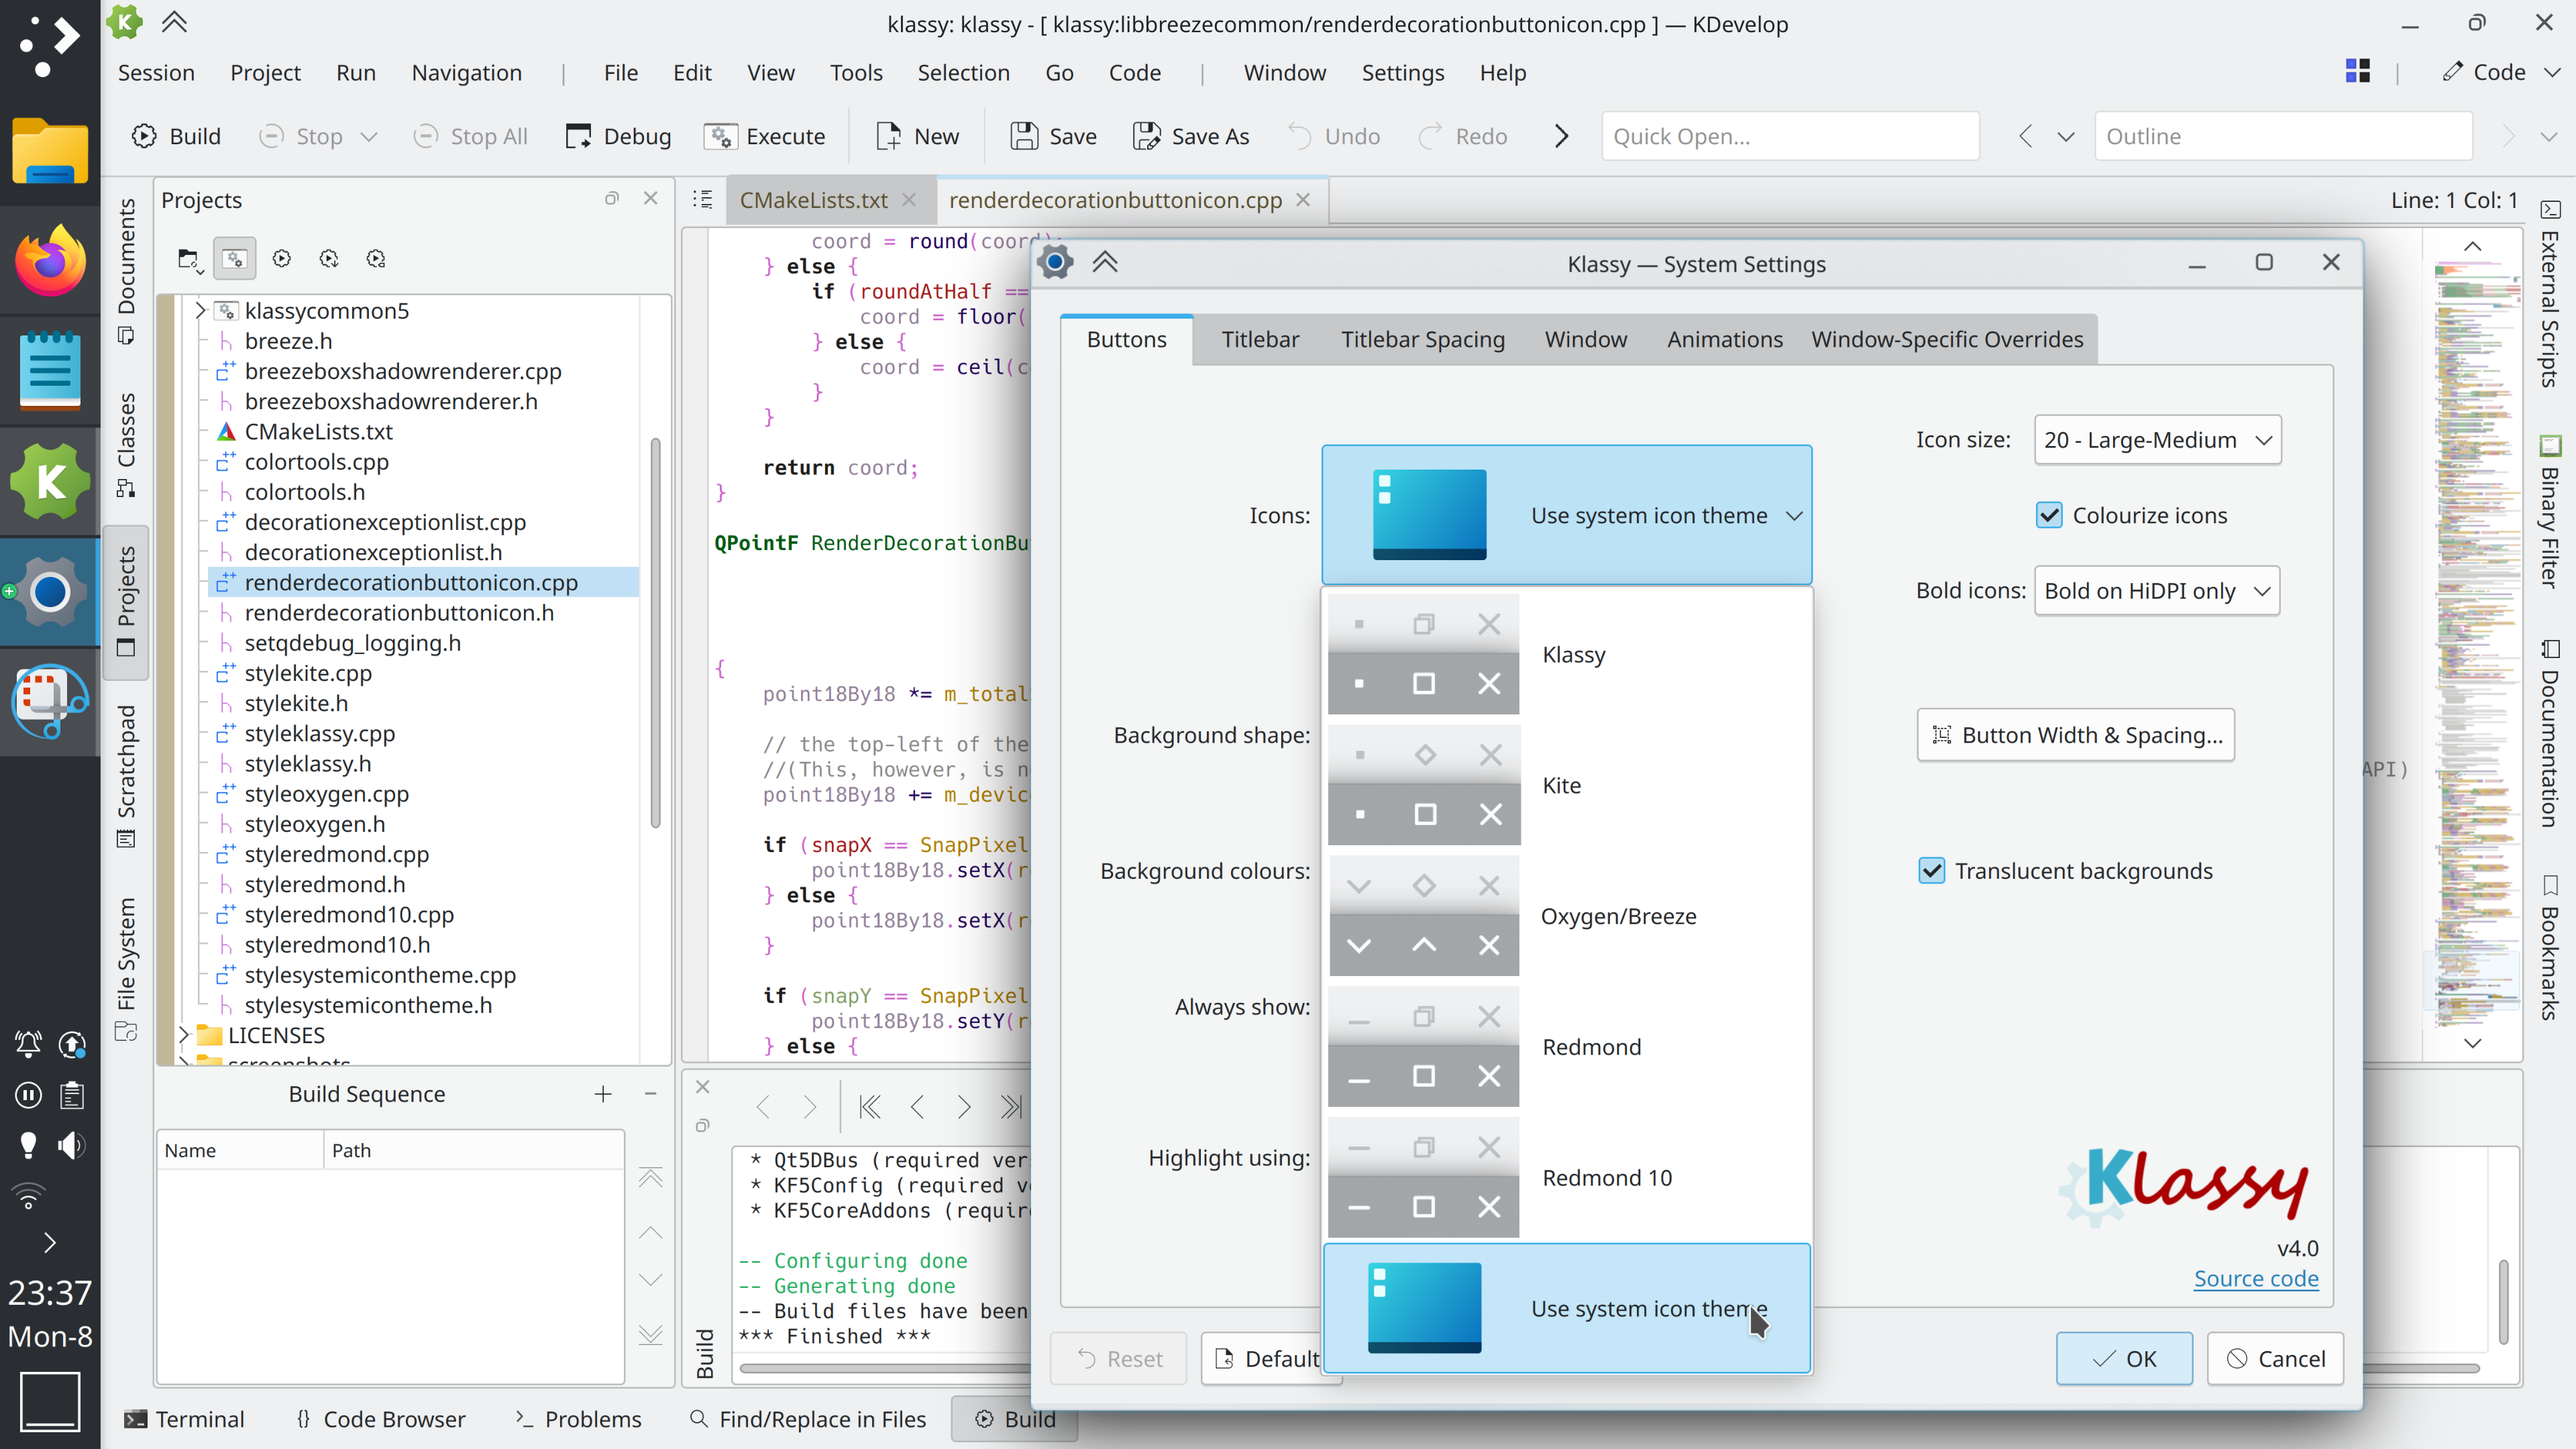 klassy: klassy - [ klassy:libbreezecommon/renderdecorationbuttonicon.cpp ] — KDevelop
Session Project Run Navigation | File Edit View Tools Selection Go Code | Window Settings Help | Code
Build Stop Stop All Debug Execute New Save Save As Undo Redo Quick Open... Outline
Projects
CMakeLists.txt renderdecorationbuttonicon.cpp Line: 1 Col: 1
Documents
Classes
Projects
Scratchpad
File System
klassycommon5
breeze.h
breezeboxshadowrenderer.cpp
breezeboxshadowrenderer.h
CMakeLists.txt
colortools.cpp
colortools.h
decorationexceptionlist.cpp
decorationexceptionlist.h
renderdecorationbuttonicon.cpp
renderdecorationbuttonicon.h
setqdebug_logging.h
stylekite.cpp
stylekite.h
styleklassy.cpp
styleklassy.h
styleoxygen.cpp
styleoxygen.h
styleredmond.cpp
styleredmond.h
styleredmond10.cpp
styleredmond10.h
stylesystemicontheme.cpp
stylesystemicontheme.h
LICENSES
screenshots
Build Sequence
Name Path
coord = round(coord);
} else {
if (roundAtHalf ==
coord = floor(
} else {
coord = ceil(c
}
}
return coord;
}
QPointF RenderDecorationBu
{
point18By18 *= m_total
// the top-left of the
//(This, however, is n
API)
point18By18 += m_devic
if (snapX == SnapPixel
point18By18.setX(r
} else {
point18By18.setX(r
}
if (snapY == SnapPixel
point18By18.setY(r
} else {
* Qt5DBus (required ver
* KF5Config (required v
* KF5CoreAddons (requir
-- Configuring done
-- Generating done
-- Build files have been
*** Finished ***
Build
Klassy — System Settings
Buttons Titlebar Titlebar Spacing Window Animations Window-Specific Overrides
Icons: Use system icon theme
Icon size: 20 - Large-Medium
Colourize icons
Bold icons: Bold on HiDPI only
Klassy
Background shape:
Button Width & Spacing...
Kite
Background colours:
Translucent backgrounds
Oxygen/Breeze
Always show:
Redmond
Highlight using:
Redmond 10
Use system icon theme
Klassy
v4.0
Source code
Reset Default OK Cancel
External Scripts
Binary Filter
Documentation
Bookmarks
Terminal {} Code Browser Problems Find/Replace in Files Build
23:37
Mon-8